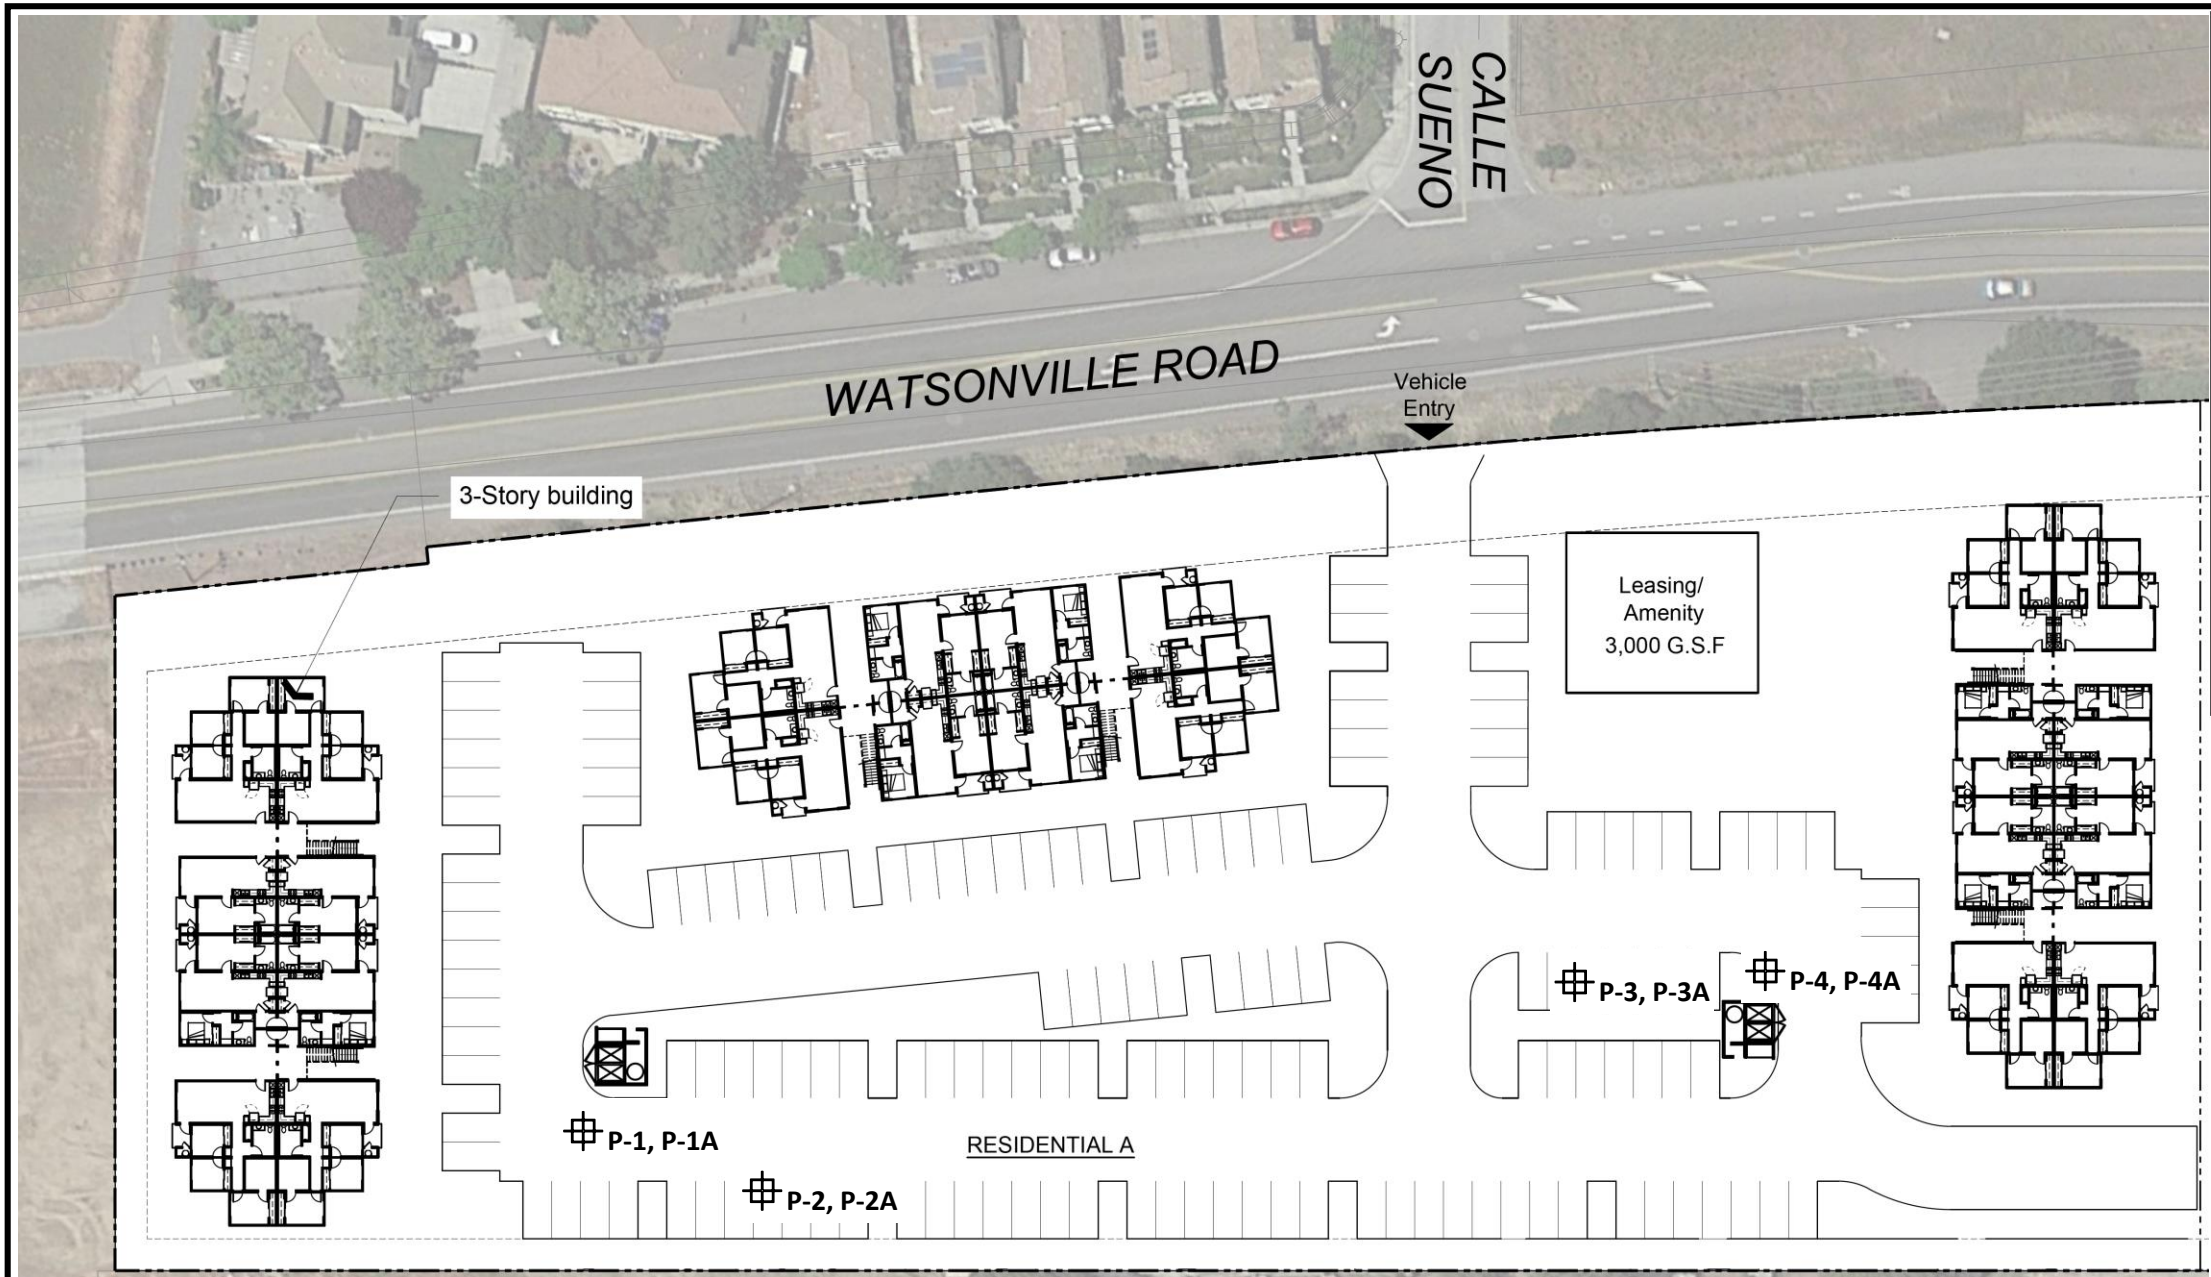 CALLE
SUENO
WATSONVILLE ROAD
Vehicle
Entry
3-Story building
Leasing/
Amenity
3,000 G.S.F
P-3, P-3A
P-4, P-4A
P-1, P-1A
RESIDENTIAL A
P-2, P-2A